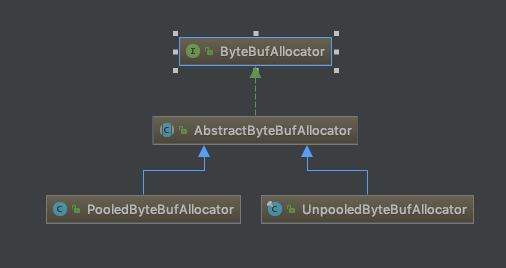 I ByteBufAllocator
C AbstractByteBufAllocator
C PooledByteBufAllocator
C UnpooledByteBufAllocator